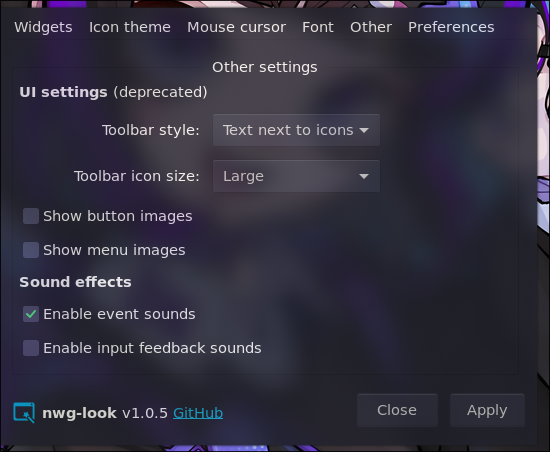 Widgets Icon theme Mouse cursor Font Other Preferences
Other settings
UI settings (deprecated)
Toolbar style: Text next to icons
Toolbar icon size: Large
Show button images
Show menu images
Sound effects
Enable event sounds
Enable input feedback sounds
nwg-look v1.0.5 GitHub Close Apply